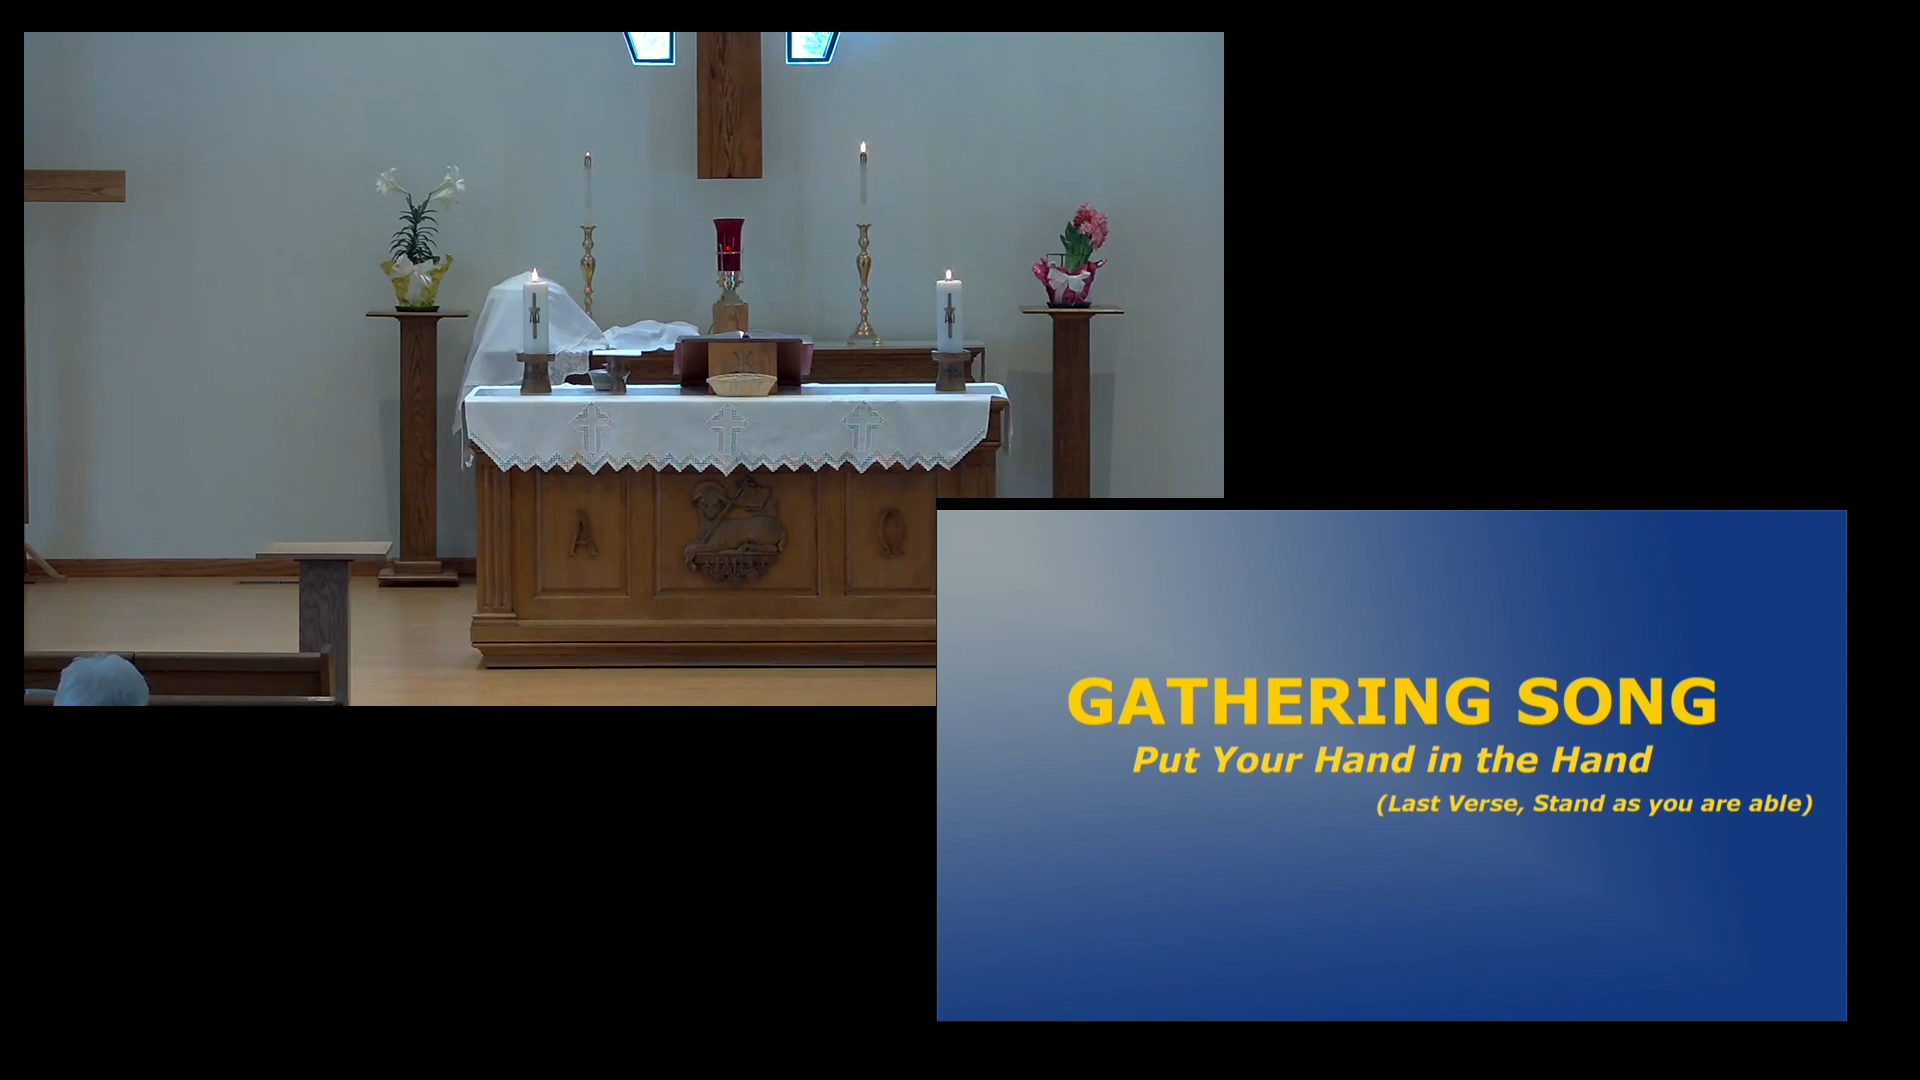 Α
Ω
GATHERING SONG
Put Your Hand in the Hand
(Last Verse, Stand as you are able)